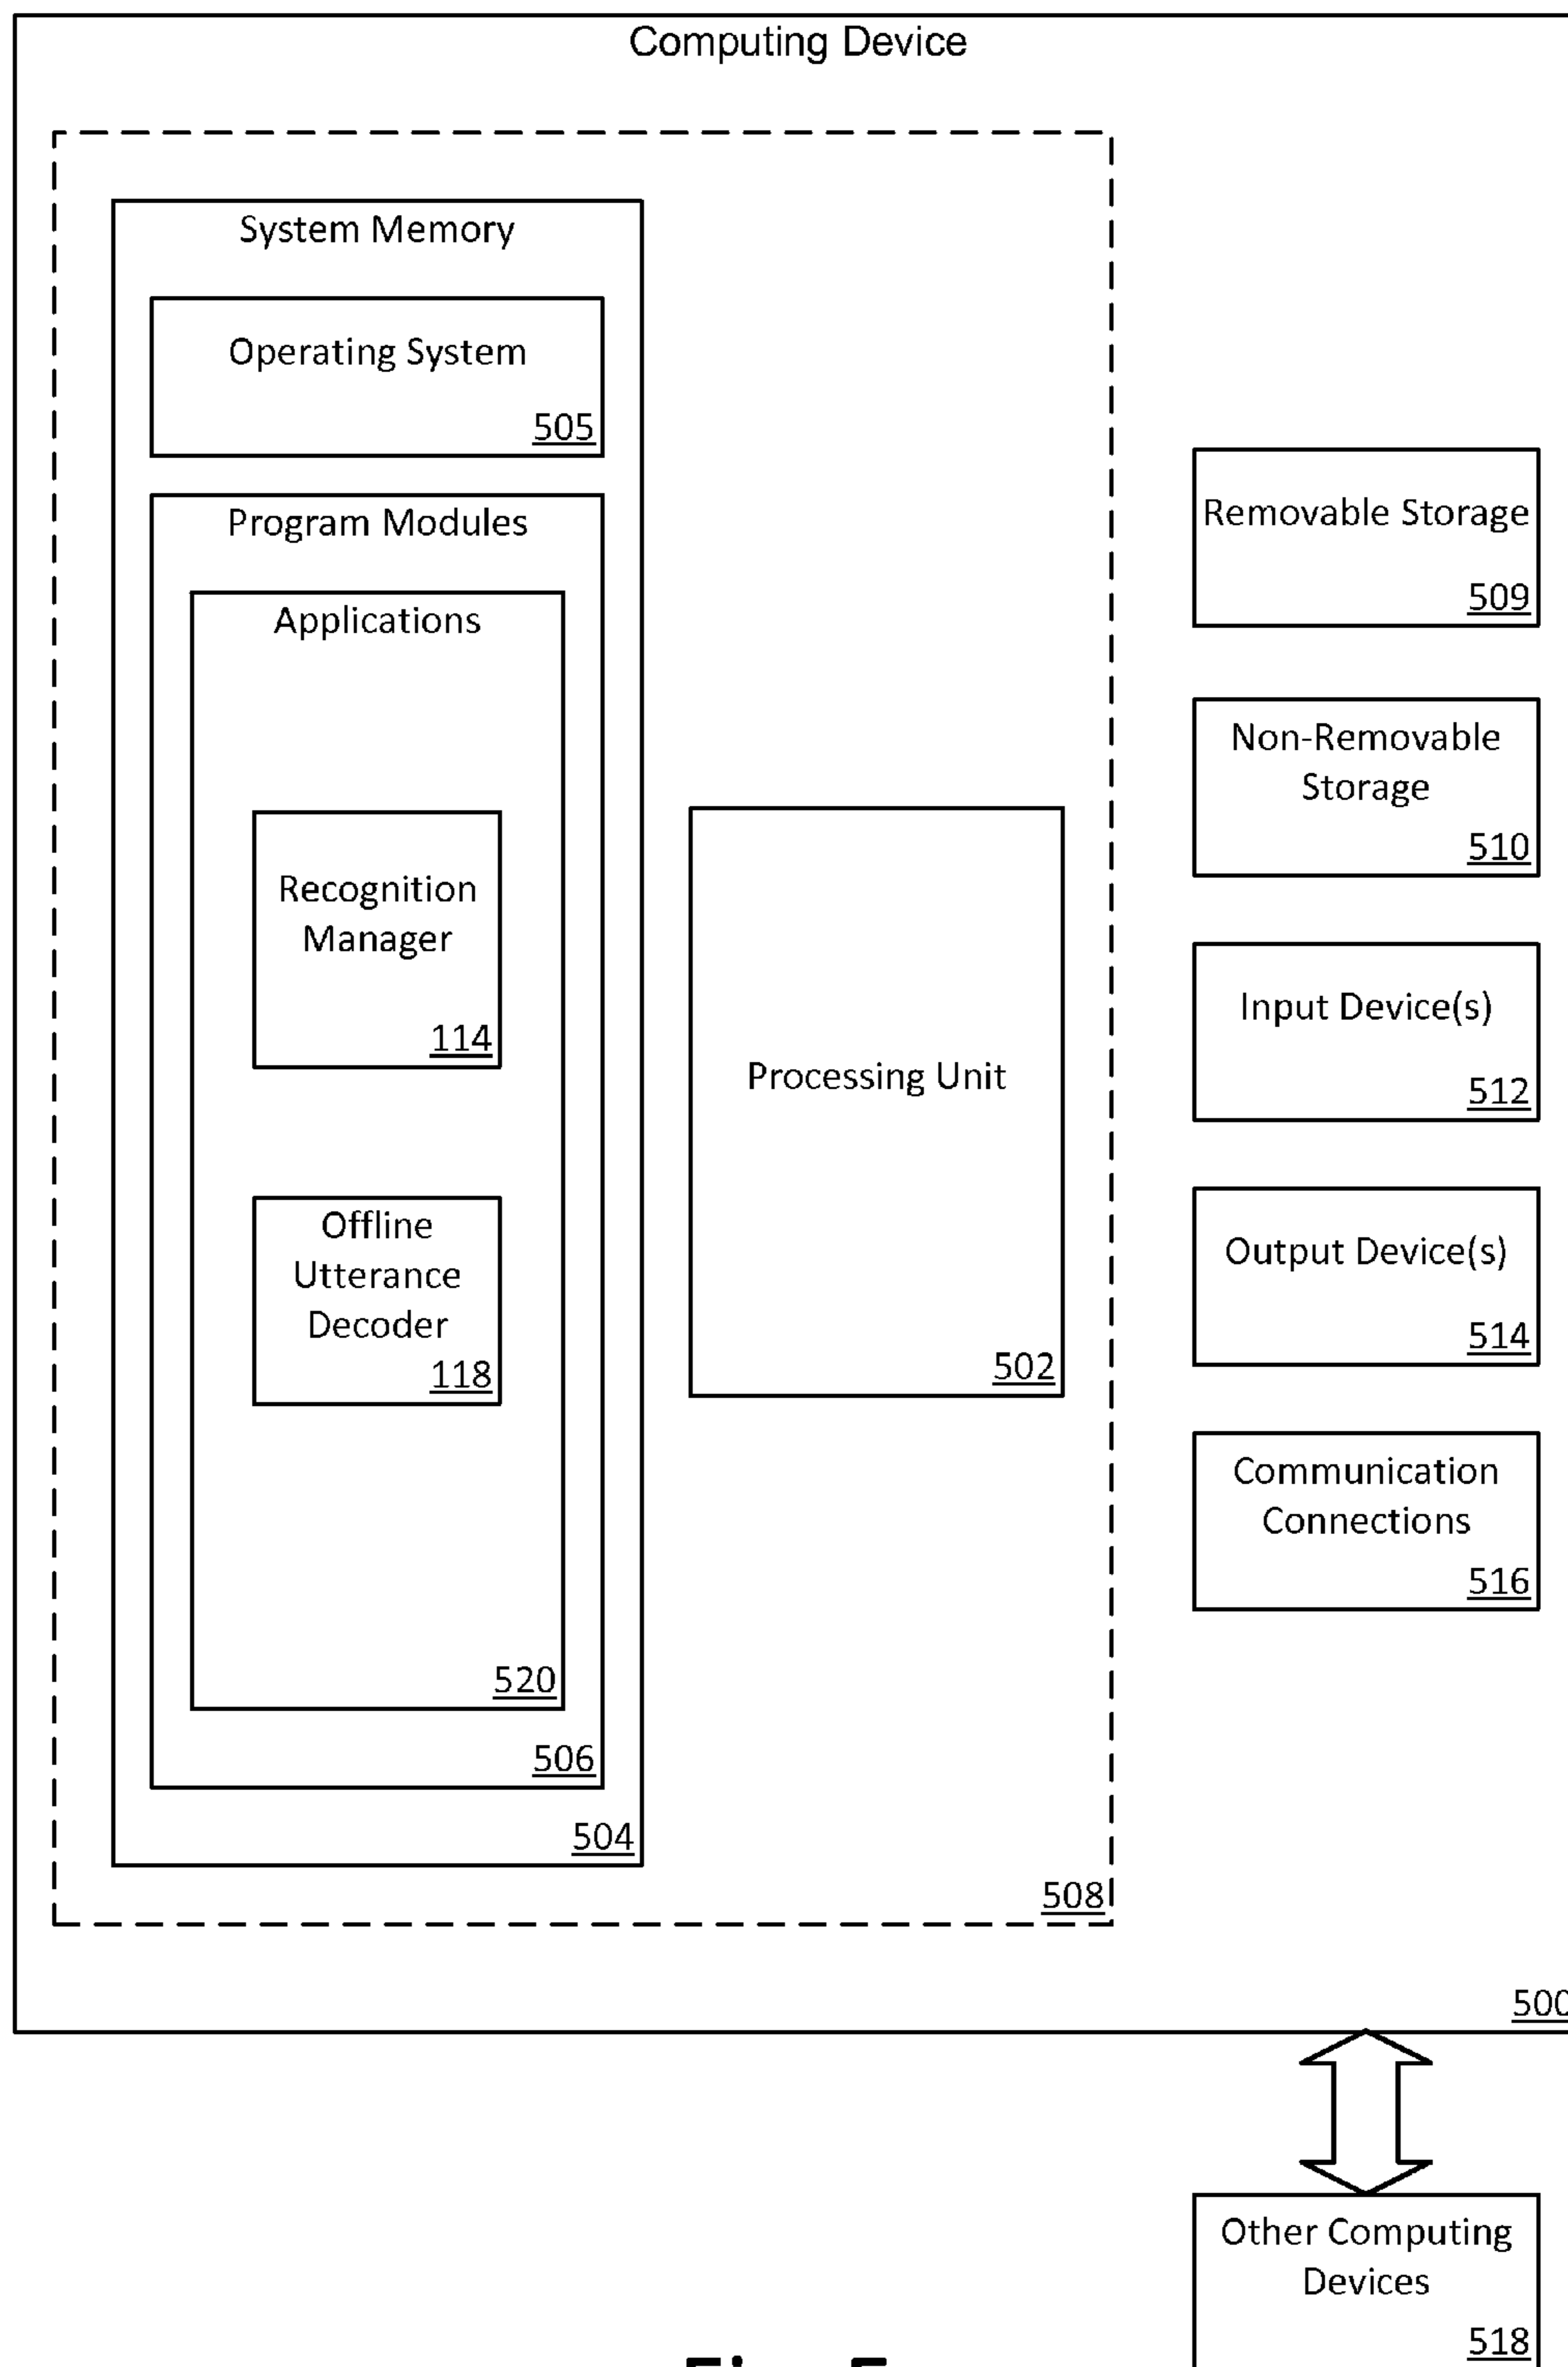 Computing Device
System Memory
Operating System
505
Program Modules
Applications
Recognition
Manager
114
Offline
Utterance
Decoder
118
520
506
504
Processing Unit
502
508
Removable Storage
509
Non-Removable
Storage
510
Input Device(s)
512
Output Device(s)
514
Communication
Connections
516
500
Other Computing
Devices
518